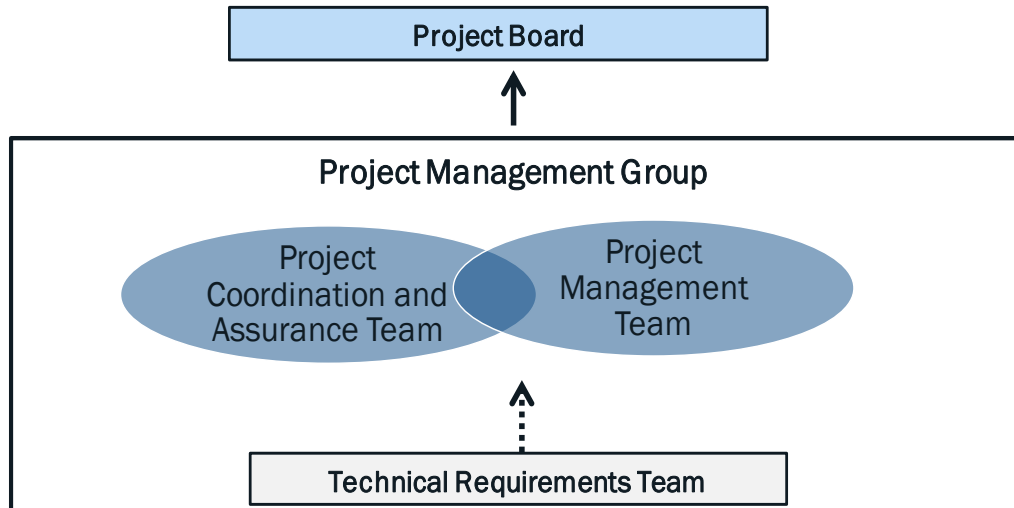 Project Board
Project Management Group
Project
Coordination and
Assurance Team
Project
Management
Team
Technical Requirements Team